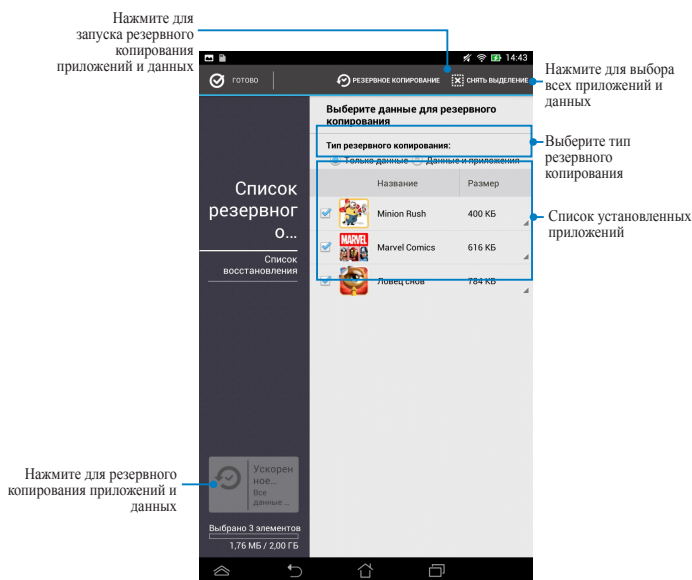 Нажмите для
запуска резервного
копирования
приложений и данных
14:43
ГОТОВО
РЕЗЕРВНОЕ КОПИРОВАНИЕ
СНЯТЬ ВЫДЕЛЕНИЕ
Нажмите для выбора
всех приложений и
данных
Выберите данные для резервного
копирования
Тип резервного копирования:
Только данные Данные и приложения
Выберите тип
резервного
копирования
Список
резервног
о...
Список
восстановления
Название Размер
Minion Rush 400 КБ
MARVEL
Marvel Comics 616 КБ
Ловец снов 784 КБ
Список установленных
приложений
Нажмите для резервного
копирования приложений и
данных
Ускорен
ное...
Все
данные ...
Выбрано 3 элементов
1,76 МБ / 2,00 ГБ